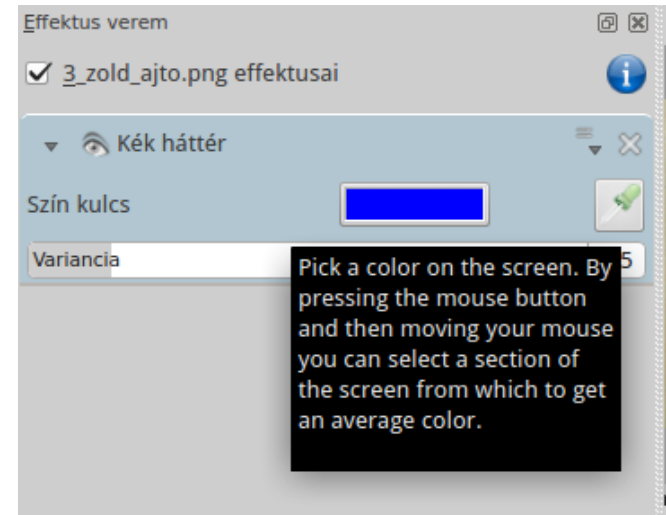 Effektus verem
3_zold_ajto.png effektusai
Kék háttér
Szín kulcs
Variancia
5
Pick a color on the screen. By
pressing the mouse button
and then moving your mouse
you can select a section of
the screen from which to get
an average color.